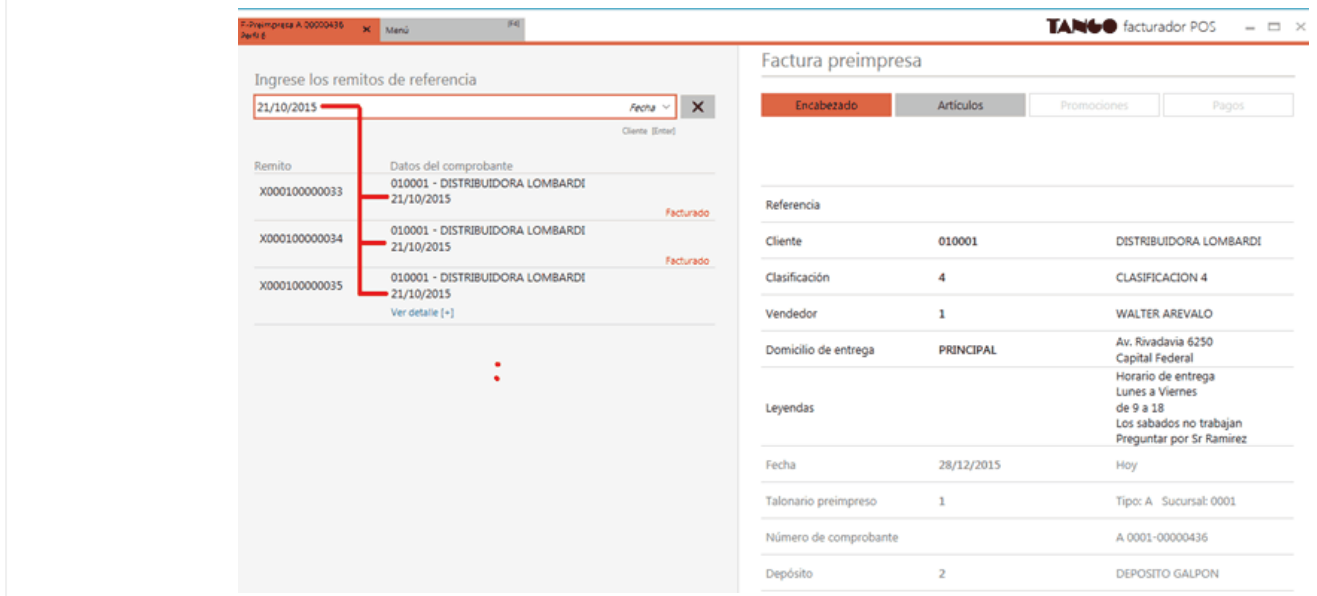 F-Preimpresa A 00000436
Perfil 6
Menú
[F4]
TANGO facturador POS
Ingrese los remitos de referencia
21/10/2015 Fecha
Cliente [Enter]
Remito Datos del comprobante
X000100000033 010001 - DISTRIBUIDORA LOMBARDI
21/10/2015
Facturado
X000100000034 010001 - DISTRIBUIDORA LOMBARDI
21/10/2015
Facturado
X000100000035 010001 - DISTRIBUIDORA LOMBARDI
21/10/2015
Ver detalle [+]
Factura preimpresa
Encabezado Artículos Promociones Pagos
Referencia
Cliente 010001 DISTRIBUIDORA LOMBARDI
Clasificación 4 CLASIFICACION 4
Vendedor 1 WALTER AREVALO
Domicilio de entrega PRINCIPAL Av. Rivadavia 6250
Capital Federal
Leyendas Horario de entrega
Lunes a Viernes
de 9 a 18
Los sabados no trabajan
Preguntar por Sr Ramirez
Fecha 28/12/2015 Hoy
Talonario preimpreso 1 Tipo: A Sucursal: 0001
Número de comprobante A 0001-00000436
Depósito 2 DEPOSITO GALPON